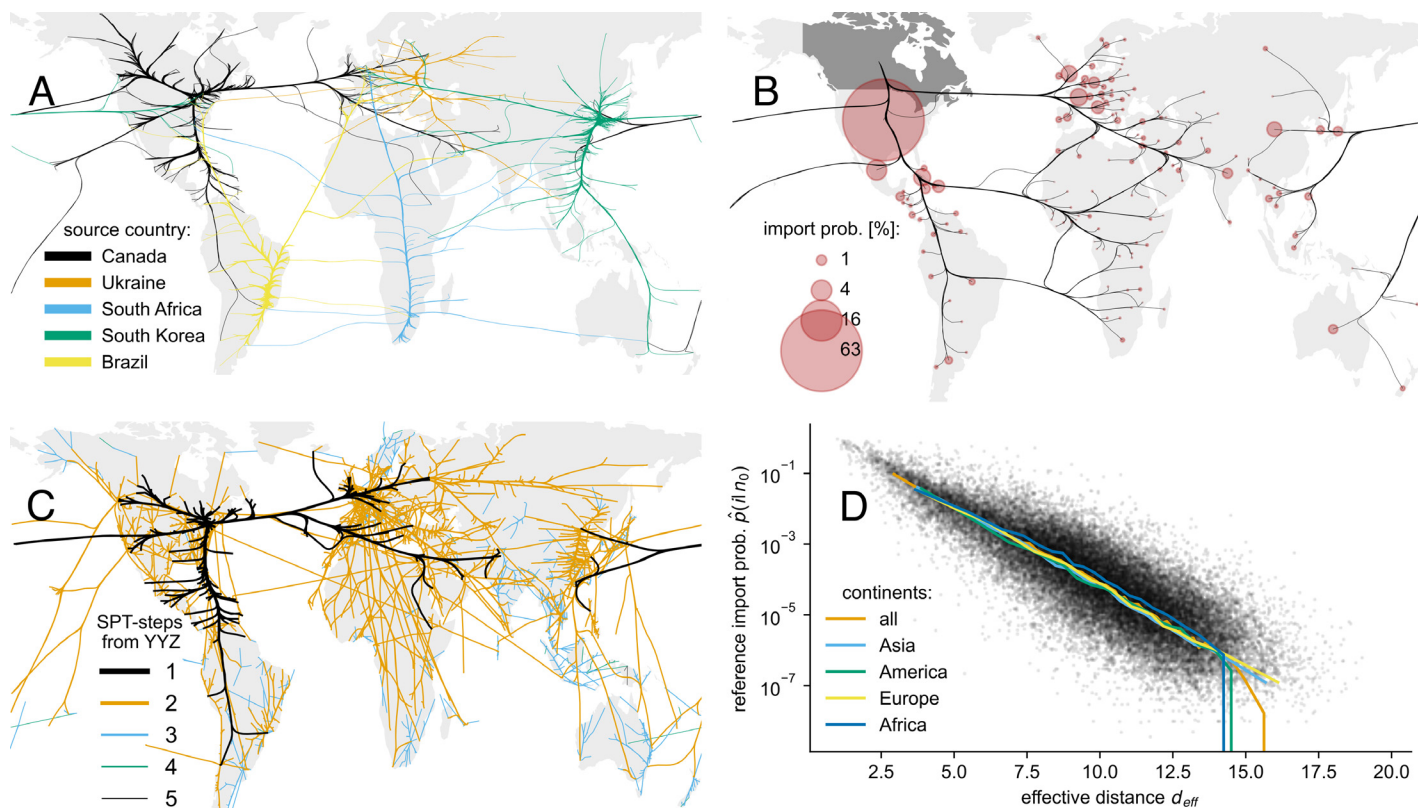 A
source country:
Canada
Ukraine
South Africa
South Korea
Brazil
B
import prob. [%]:
1
4
16
63
C
SPT-steps
from YYZ
1
2
3
4
5
D
reference import prob. p̂(i|n₀)
10⁻¹
10⁻³
10⁻⁵
10⁻⁷
continents:
all
Asia
America
Europe
Africa
2.5 5.0 7.5 10.0 12.5 15.0 17.5 20.0
effective distance d_eff